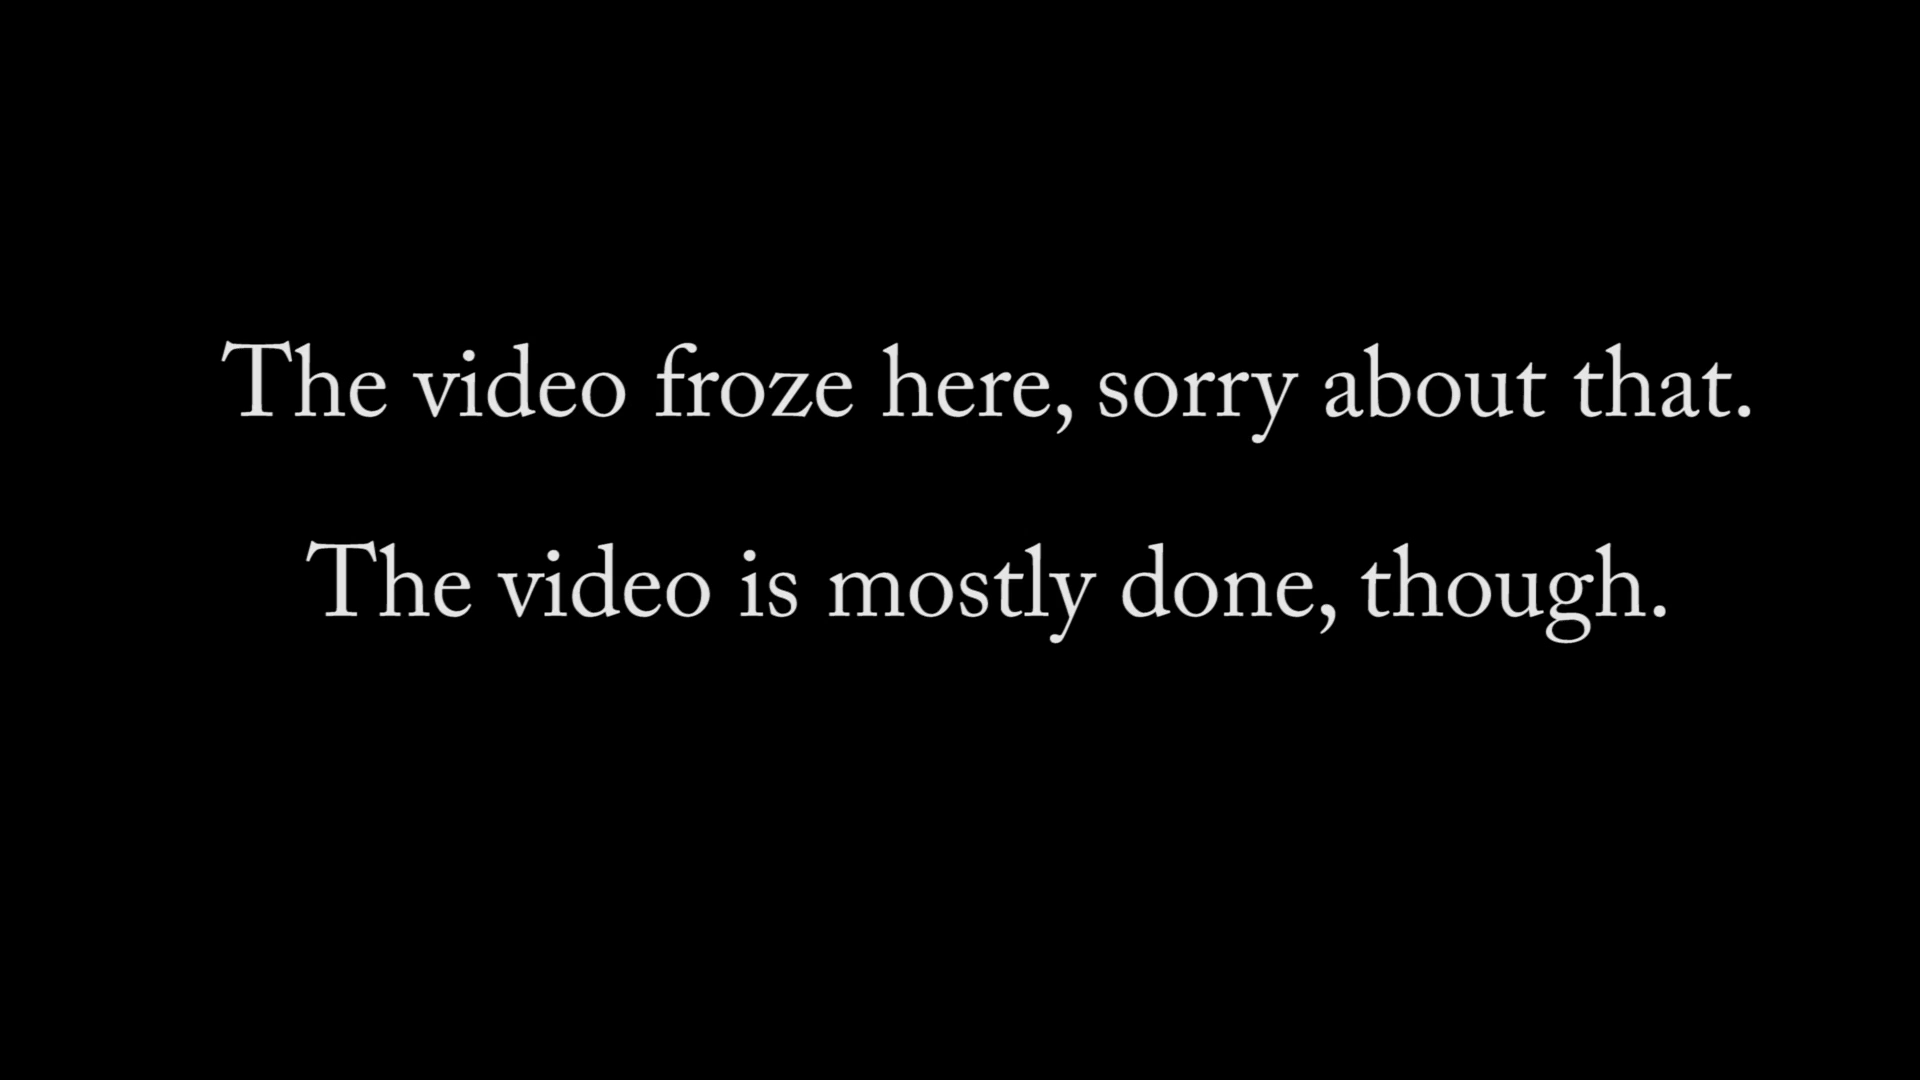 The video froze here, sorry about that.
The video is mostly done, though.